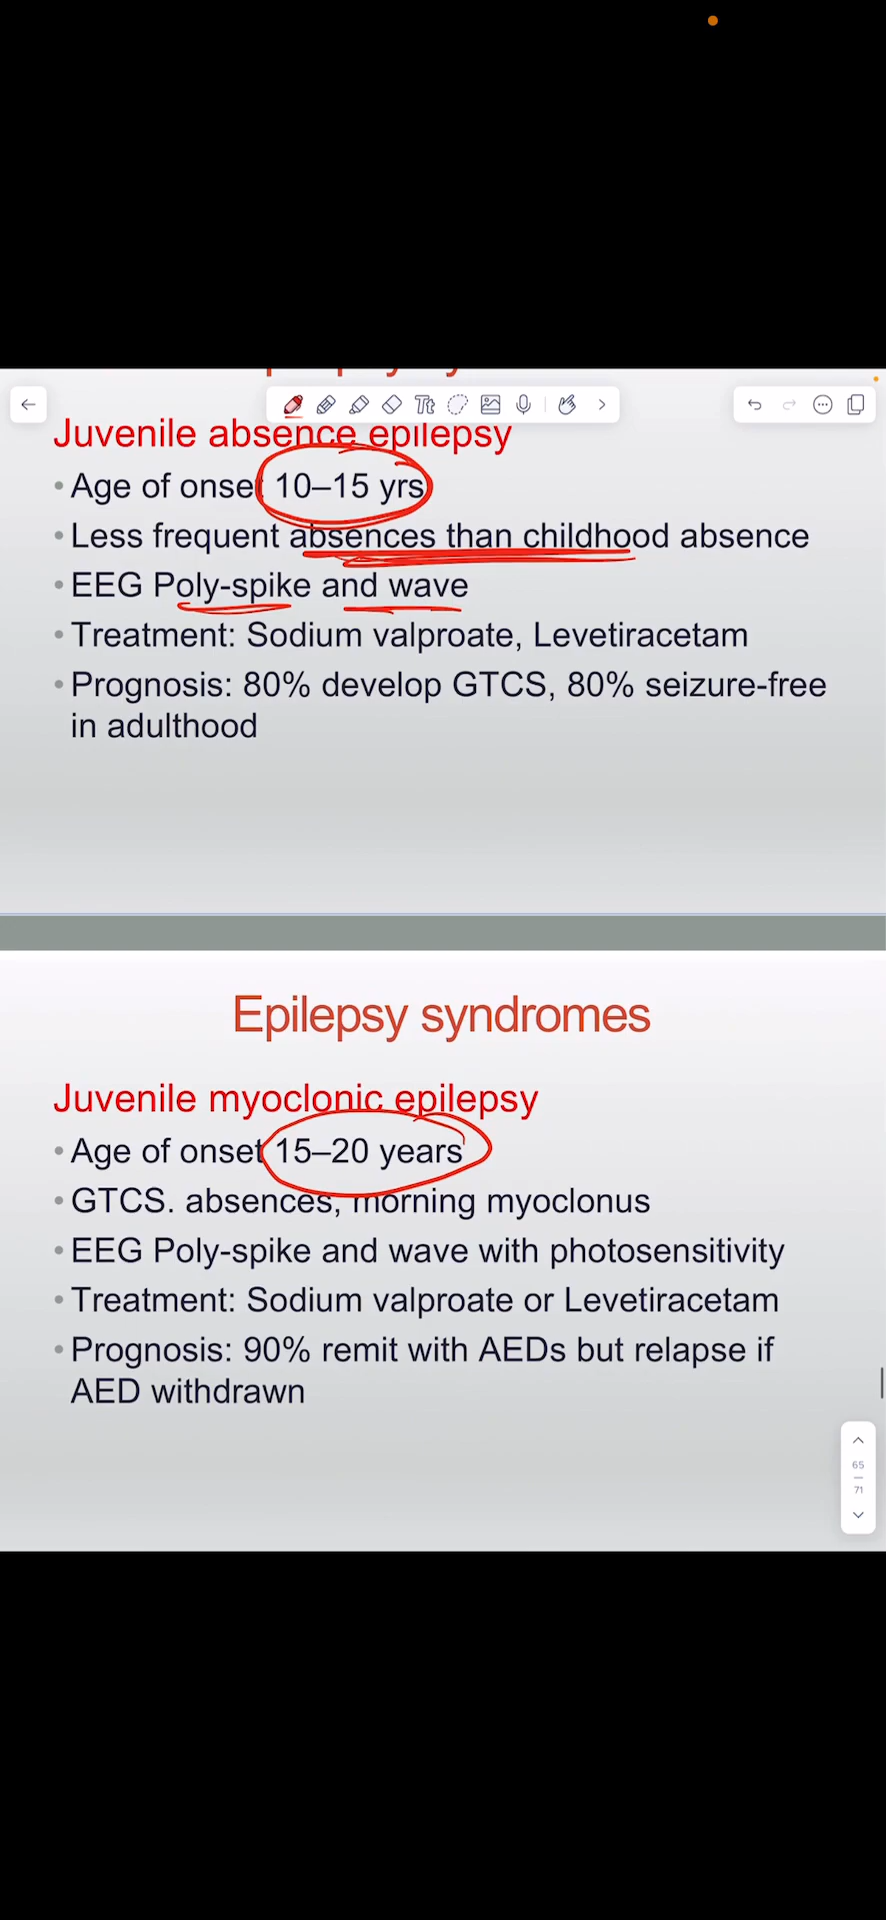 Tt
Juvenile absence epilepsy
•Age of onset 10–15 yrs
•Less frequent absences than childhood absence
•EEG Poly-spike and wave
•Treatment: Sodium valproate, Levetiracetam
•Prognosis: 80% develop GTCS, 80% seizure-free
in adulthood
Epilepsy syndromes
Juvenile myoclonic epilepsy
•Age of onset 15–20 years
•GTCS. absences, morning myoclonus
•EEG Poly-spike and wave with photosensitivity
•Treatment: Sodium valproate or Levetiracetam
•Prognosis: 90% remit with AEDs but relapse if
AED withdrawn
65
71